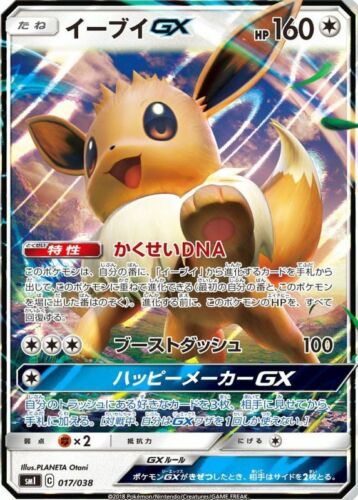 たね イーブイGX HP160
とくせい
特性 かくせいDNA
このポケモンは、自分の番に、「イーブイ」から進化するカードを手札から
出して、このポケモンに重ねて進化できる(最初の自分の番と、このポケモン
を場に出した番はのぞく)。進化する前に、このポケモンのHPを、すべて
回復する。
ブーストダッシュ 100
ハッピーメーカーGX
自分のトラッシュにある好きなカードを3枚、相手に見せてから、
手札に加える。[対戦中、自分はGXワザを1回しか使えない。]
弱点 ×2 抵抗力 にげる
Illus.PLANETA Otani
GXルール
ポケモンGXがきぜつしたとき、相手はサイドを2枚とる。
SMI C 017/038
©2018 Pokémon/Nintendo/Creatures/GAME FREAK.